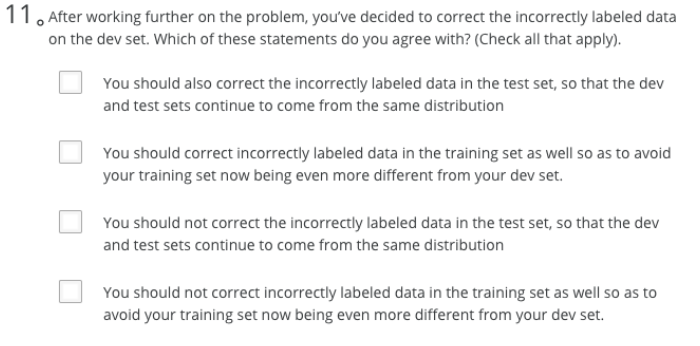 11. After working further on the problem, you've decided to correct the incorrectly labeled data
on the dev set. Which of these statements do you agree with? (Check all that apply).
You should also correct the incorrectly labeled data in the test set, so that the dev
and test sets continue to come from the same distribution
You should correct incorrectly labeled data in the training set as well so as to avoid
your training set now being even more different from your dev set.
You should not correct the incorrectly labeled data in the test set, so that the dev
and test sets continue to come from the same distribution
You should not correct incorrectly labeled data in the training set as well so as to
avoid your training set now being even more different from your dev set.